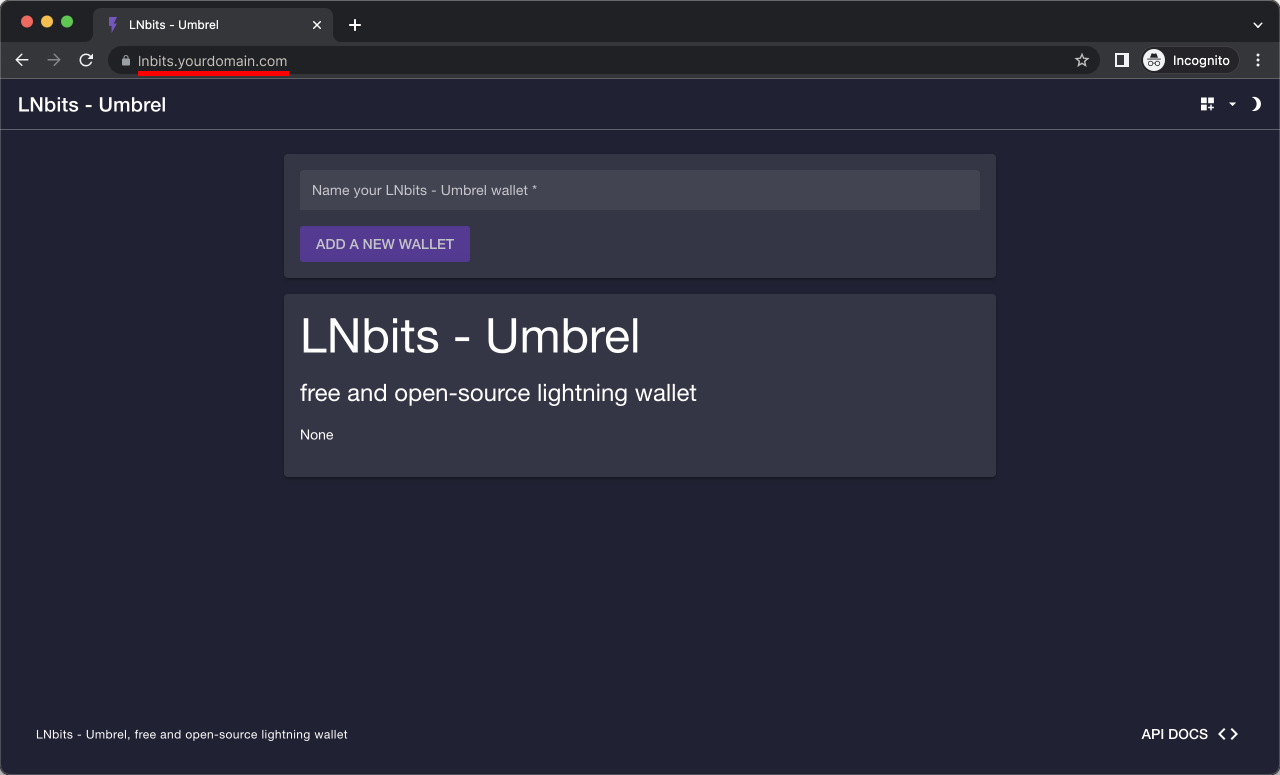 LNbits - Umbrel
lnbits.yourdomain.com
Incognito
LNbits - Umbrel
Name your LNbits - Umbrel wallet *
ADD A NEW WALLET
LNbits - Umbrel
free and open-source lightning wallet
None
LNbits - Umbrel, free and open-source lightning wallet
API DOCS